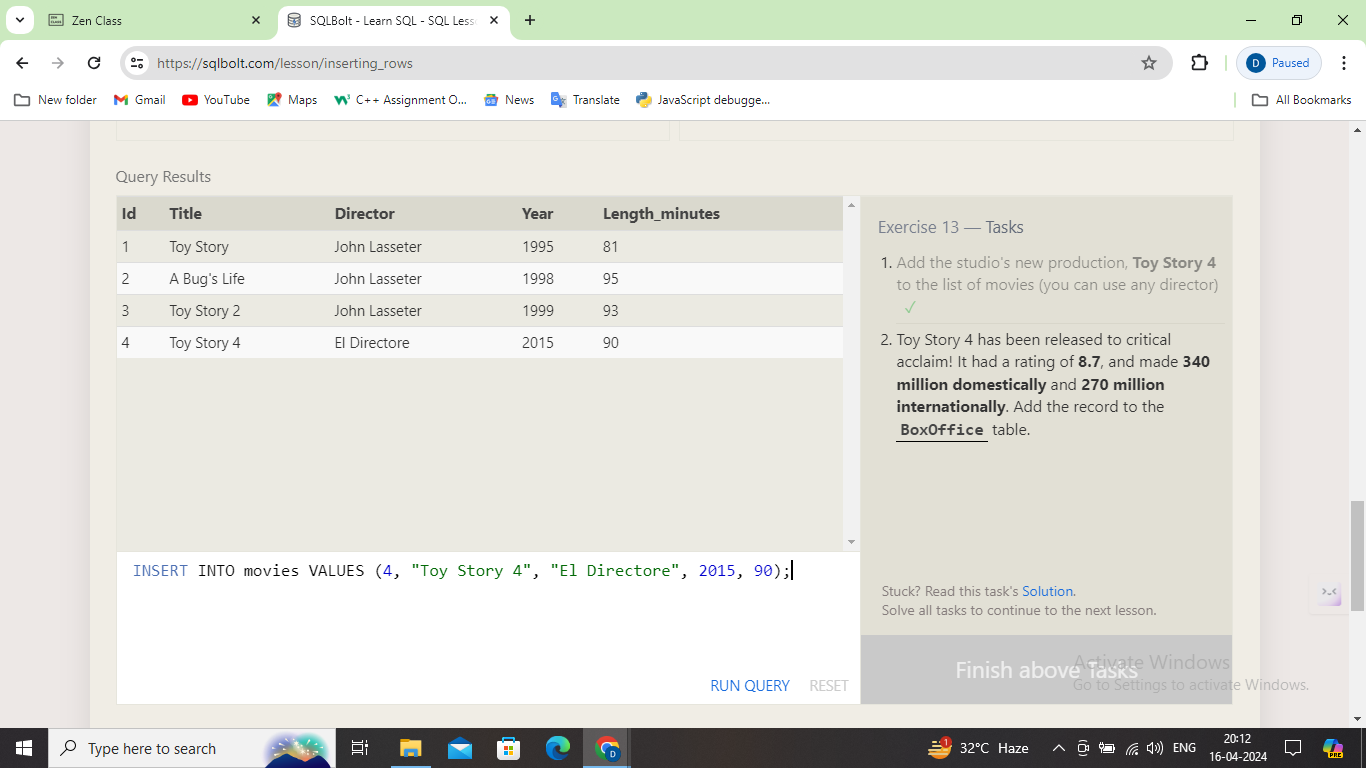 Zen Class
SQLBolt - Learn SQL - SQL Less
https://sqlbolt.com/lesson/inserting_rows
D Paused
New folder
Gmail
YouTube
Maps
C++ Assignment O...
News
Translate
JavaScript debugge...
All Bookmarks
Query Results
Id Title Director Year Length_minutes
1 Toy Story John Lasseter 1995 81
2 A Bug's Life John Lasseter 1998 95
3 Toy Story 2 John Lasseter 1999 93
4 Toy Story 4 El Directore 2015 90
INSERT INTO movies VALUES (4, "Toy Story 4", "El Directore", 2015, 90);
RUN QUERY RESET
Exercise 13 — Tasks
1. Add the studio's new production, Toy Story 4
to the list of movies (you can use any director)
✓
2. Toy Story 4 has been released to critical
acclaim! It had a rating of 8.7, and made 340
million domestically and 270 million
internationally. Add the record to the
BoxOffice table.
Stuck? Read this task's Solution.
Solve all tasks to continue to the next lesson.
Finish above Tasks
Activate Windows
Go to Settings to activate Windows.
Type here to search
1
32°C Haze
ENG
20:12
16-04-2024
D
PRE